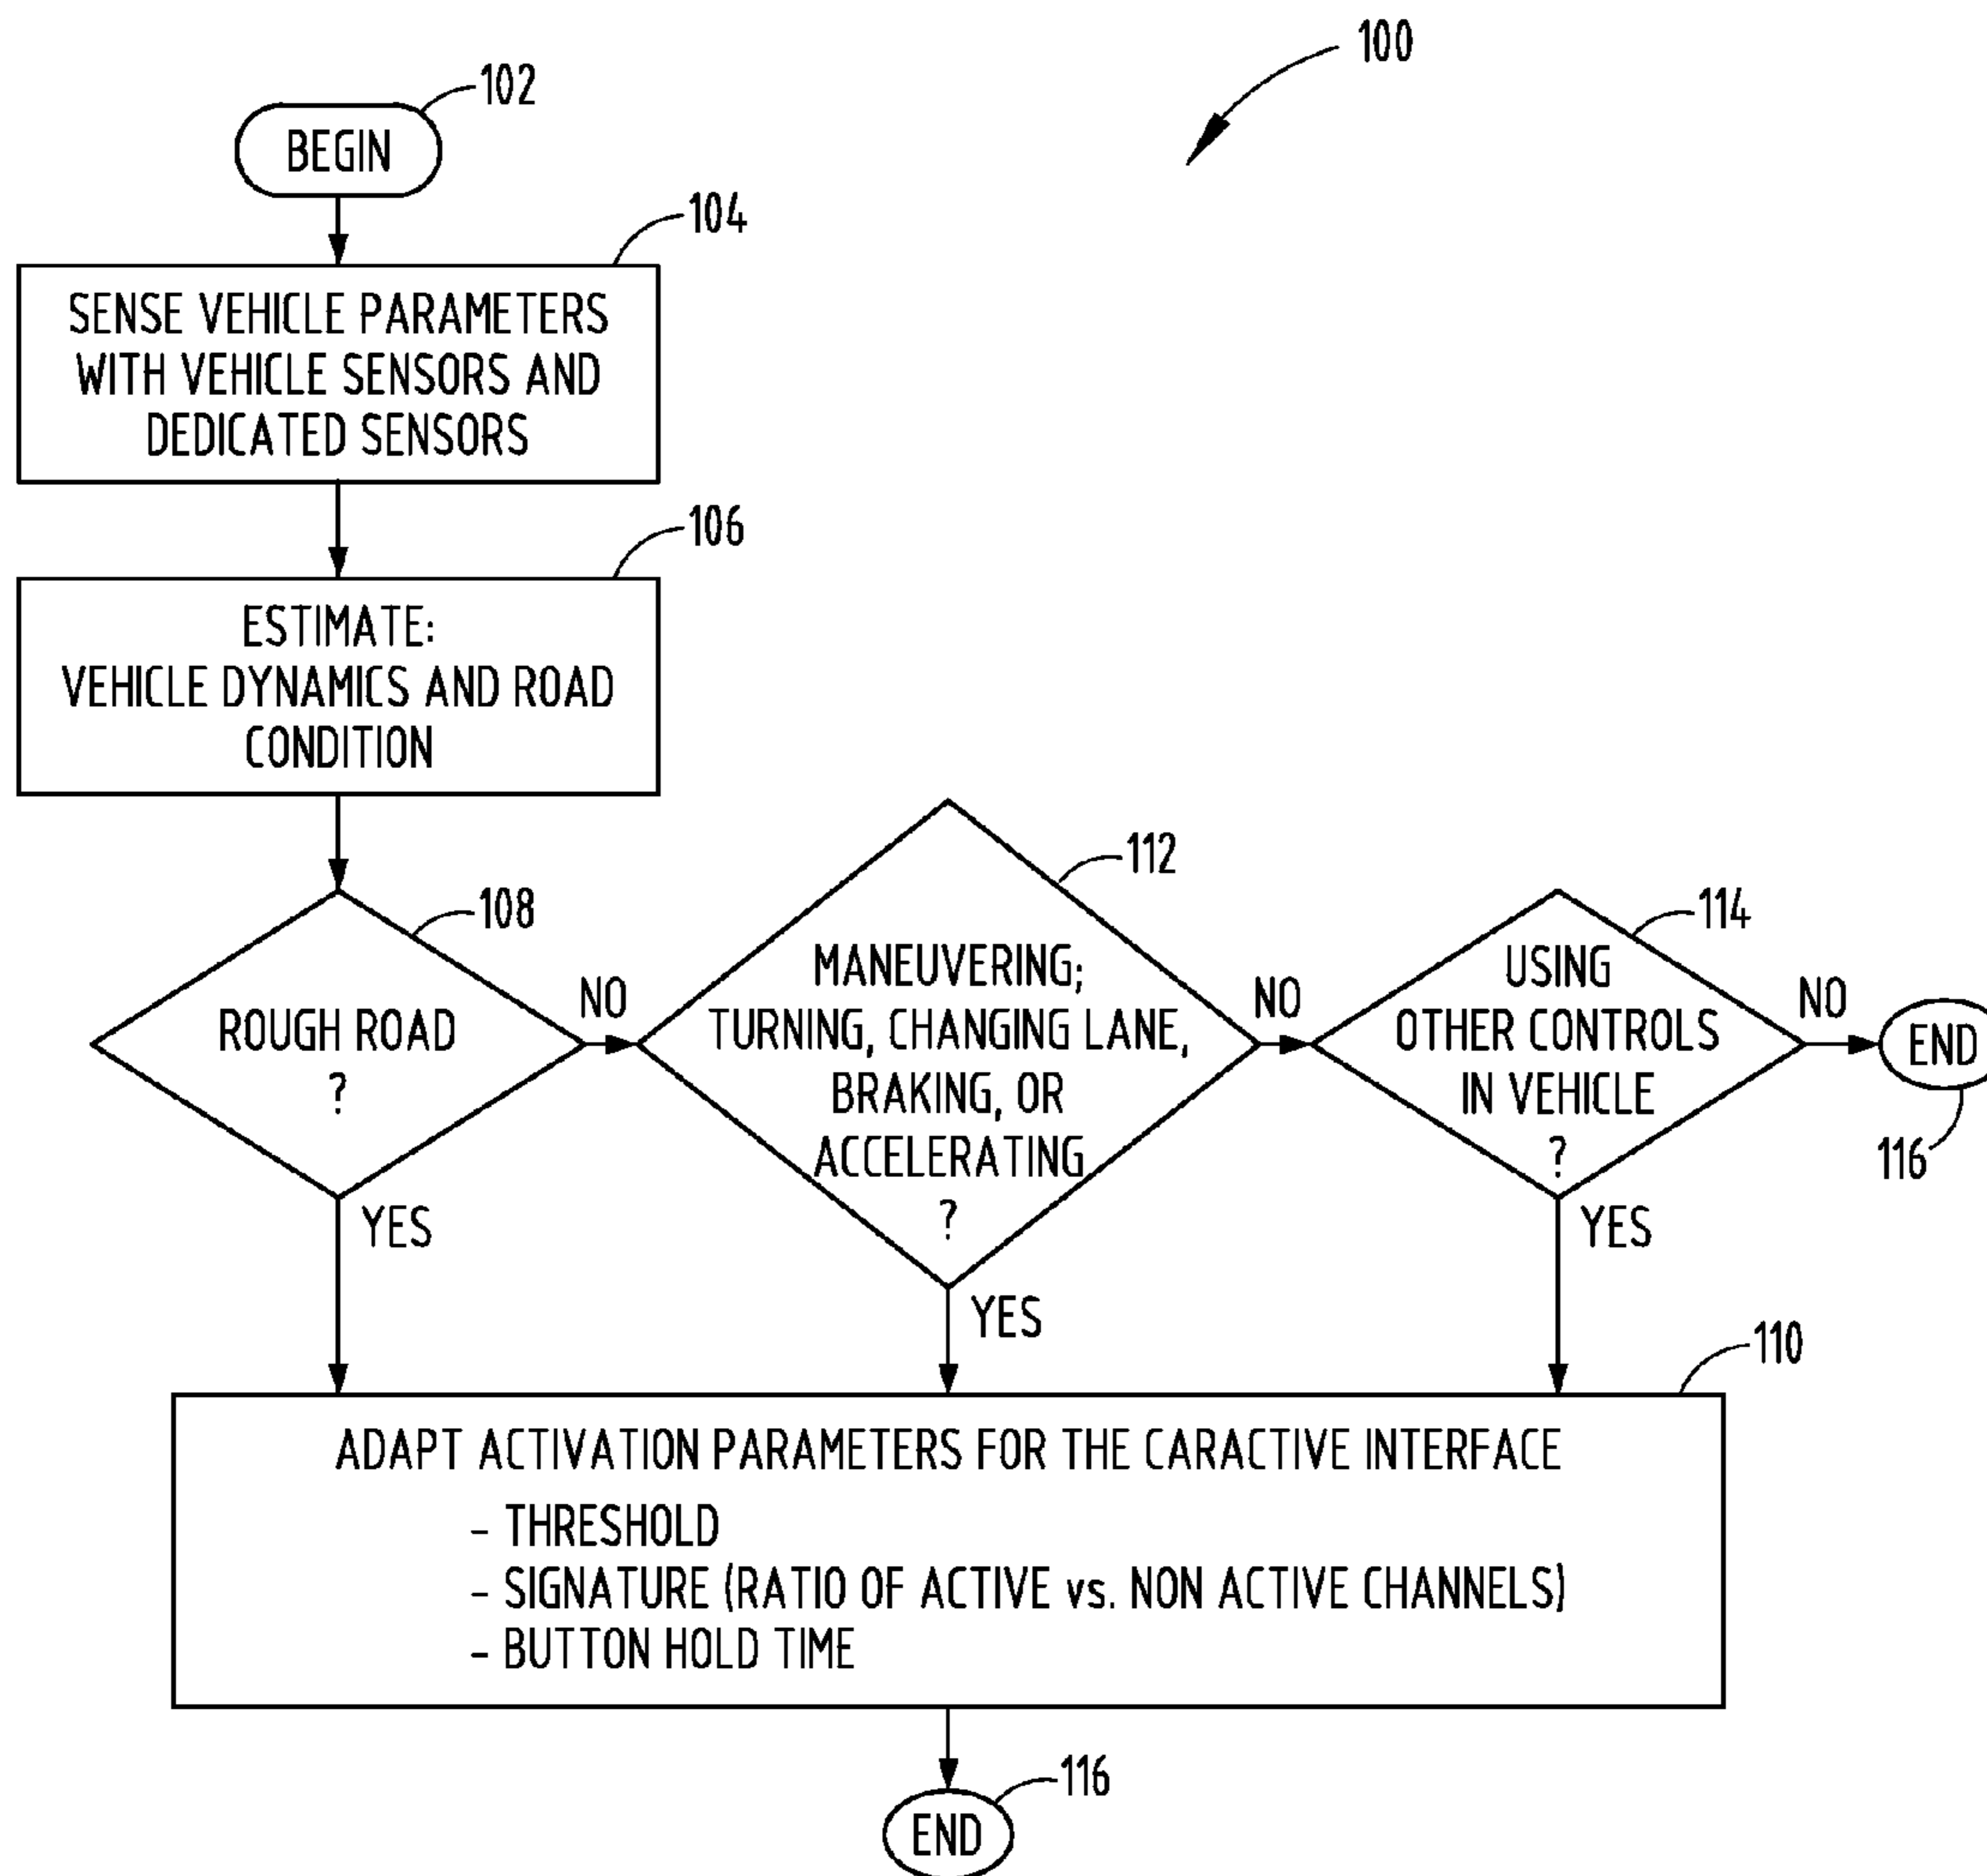 100
102
BEGIN
104
SENSE VEHICLE PARAMETERS
WITH VEHICLE SENSORS AND
DEDICATED SENSORS
106
ESTIMATE:
VEHICLE DYNAMICS AND ROAD
CONDITION
108
ROUGH ROAD
?
NO
YES
112
MANEUVERING;
TURNING, CHANGING LANE,
BRAKING, OR
ACCELERATING
?
NO
YES
114
USING
OTHER CONTROLS
IN VEHICLE
?
NO
YES
END
116
110
ADAPT ACTIVATION PARAMETERS FOR THE CARACTIVE INTERFACE
- THRESHOLD
- SIGNATURE (RATIO OF ACTIVE vs. NON ACTIVE CHANNELS)
- BUTTON HOLD TIME
116
END